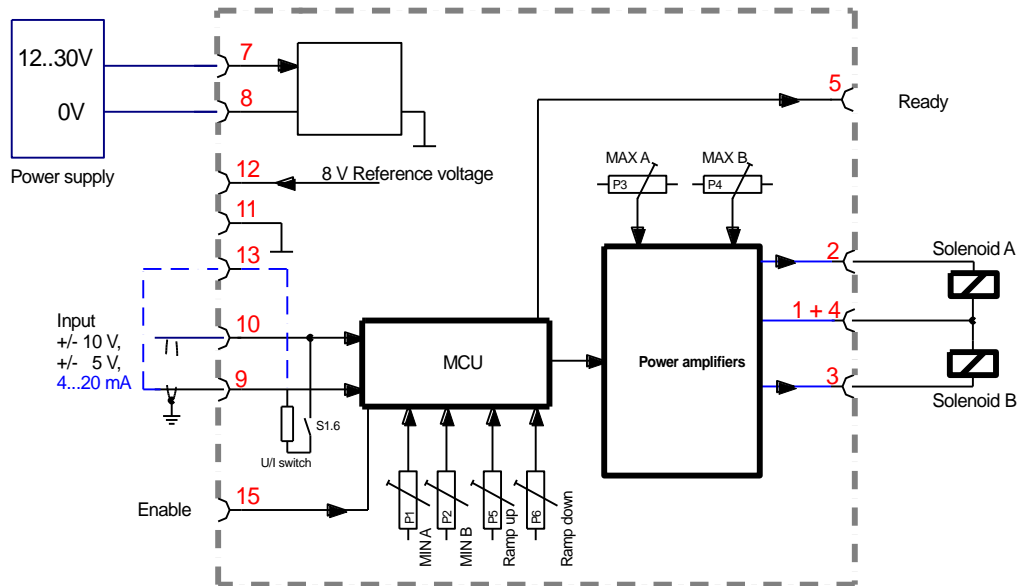 12..30V
0V
Power supply
7
8
12
8 V Reference voltage
11
13
Input
+/- 10 V,
+/- 5 V,
4...20 mA
10
9
S1.6
U/I switch
Enable
15
MCU
P1
MIN A
P2
MIN B
P5
Ramp up
P6
Ramp down
5
Ready
MAX A
P3
MAX B
P4
Power amplifiers
2
1 + 4
3
Solenoid A
Solenoid B